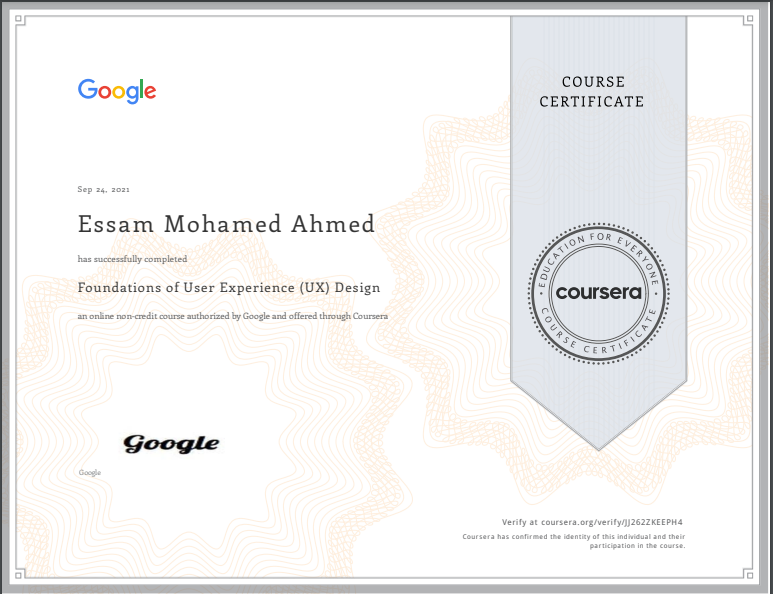 Google
COURSE
CERTIFICATE
Sep 24, 2021
Essam Mohamed Ahmed
has successfully completed
Foundations of User Experience (UX) Design
an online non-credit course authorized by Google and offered through Coursera
EDUCATION FOR EVERYONE
coursera
COURSE CERTIFICATE
Google
Google
Verify at coursera.org/verify/JJ262ZKEEPH4
Coursera has confirmed the identity of this individual and their
participation in the course.